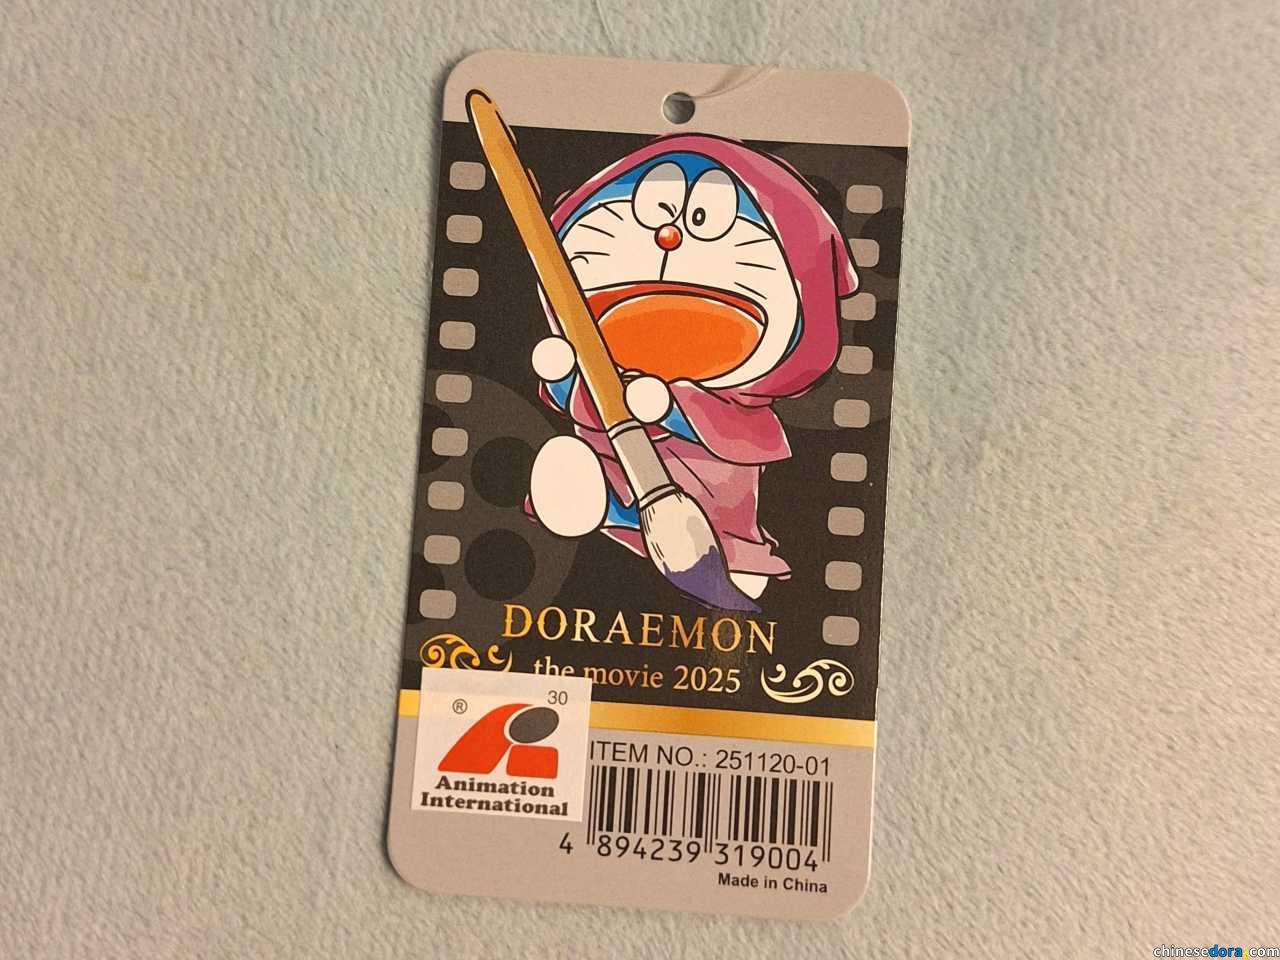 DORAEMON
the movie 2025
30
®
Animation
International
ITEM NO.: 251120-01
4 894239 319004
Made in China
chinesedora.com